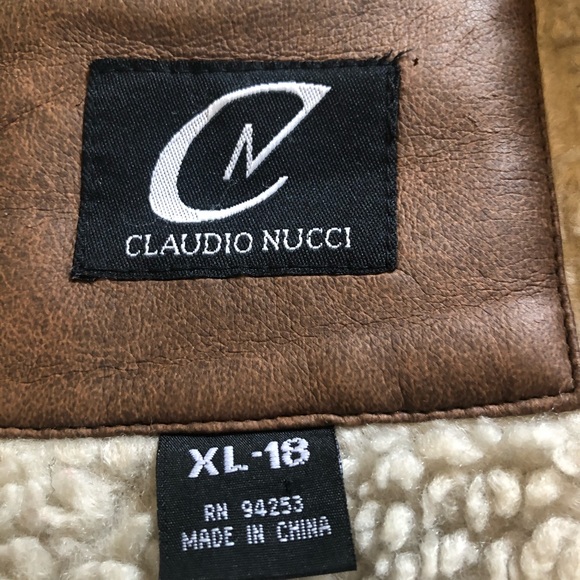 CN
CLAUDIO NUCCI
XL-18
RN 94253
MADE IN CHINA